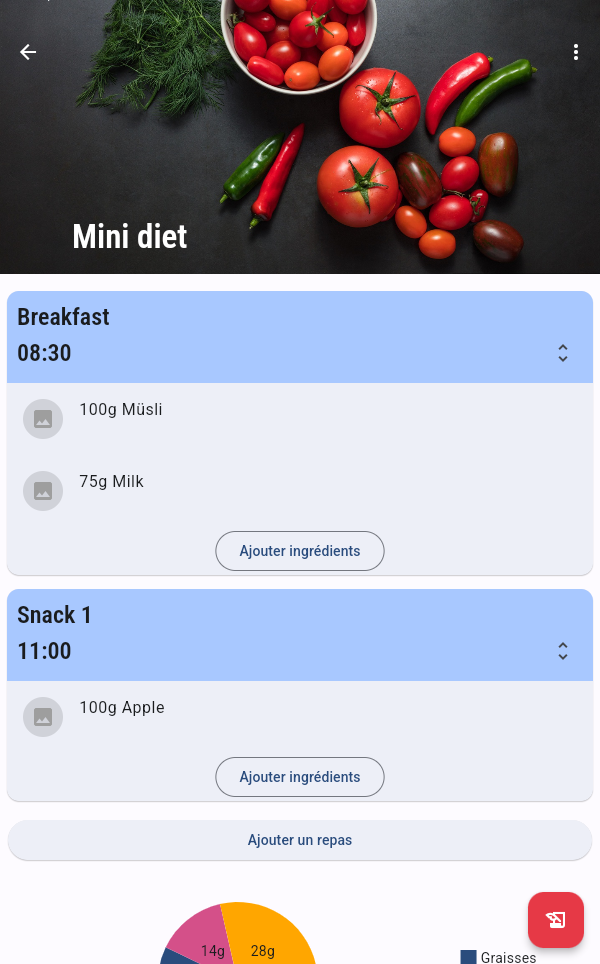 Mini diet
Breakfast
08:30
100g Müsli
75g Milk
Ajouter ingrédients
Snack 1
11:00
100g Apple
Ajouter ingrédients
Ajouter un repas
14g
28g
Graisses